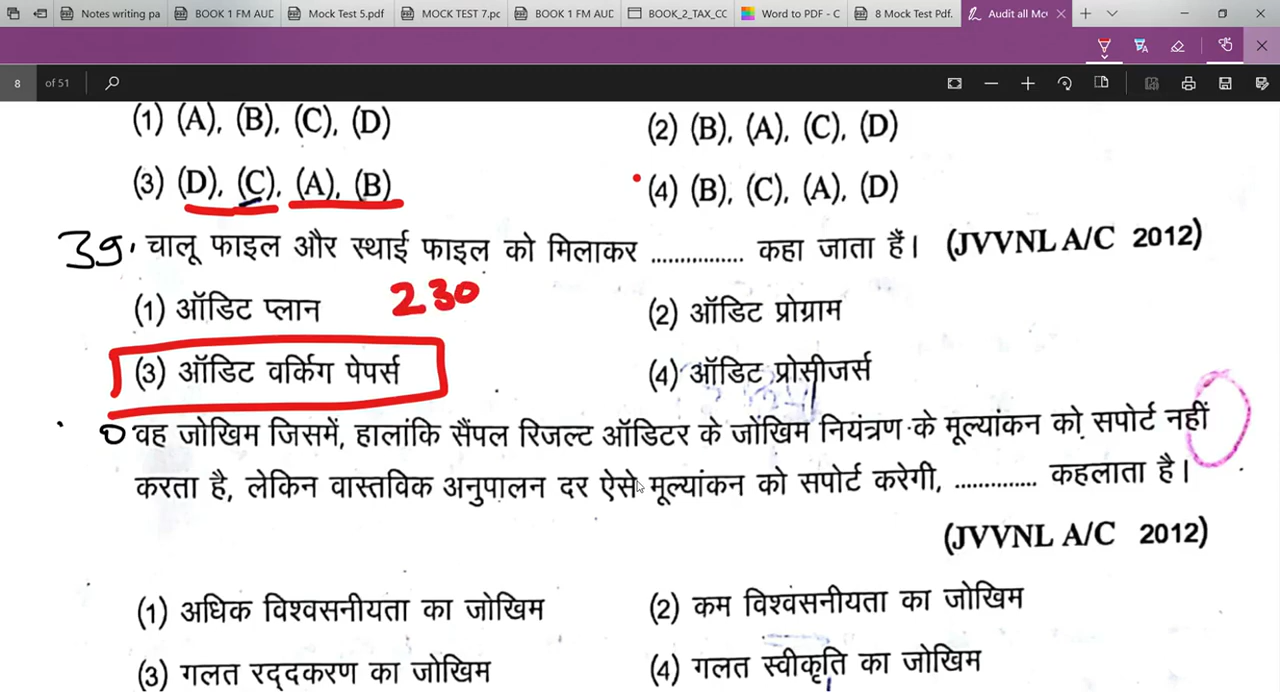 Notes writing pa
BOOK 1 FM AUD
Mock Test 5.pdf
MOCK TEST 7.pc
BOOK 1 FM AUD
BOOK_2_TAX_CC
Word to PDF - C
8 Mock Test Pdf.
Audit all Mc
8 of 51
(1) (A), (B), (C), (D) (2) (B), (A), (C), (D)
(3) (D), (C), (A), (B) (4) (B), (C), (A), (D)
39. चालू फाइल और स्थाई फाइल को मिलाकर ................ कहा जाता हैं। (JVVNL A/C 2012)
(1) ऑडिट प्लान 230 (2) ऑडिट प्रोग्राम
(3) ऑडिट वर्किंग पेपर्स (4) ऑडिट प्रोसीजर्स
0 वह जोखिम जिसमें, हालांकि सैंपल रिजल्ट ऑडिटर के जोंखिम नियंत्रण के मूल्यांकन को सपोर्ट नहीं
करता है, लेकिन वास्तविक अनुपालन दर ऐसे मूल्यांकन को सपोर्ट करेगी, .............. कहलाता है।
(JVVNL A/C 2012)
(1) अधिक विश्वसनीयता का जोखिम (2) कम विश्वंसनीयता का जोखिम
(3) गलत रद्दकरण का जोखिम (4) गलत स्वीकृति का जोखिम